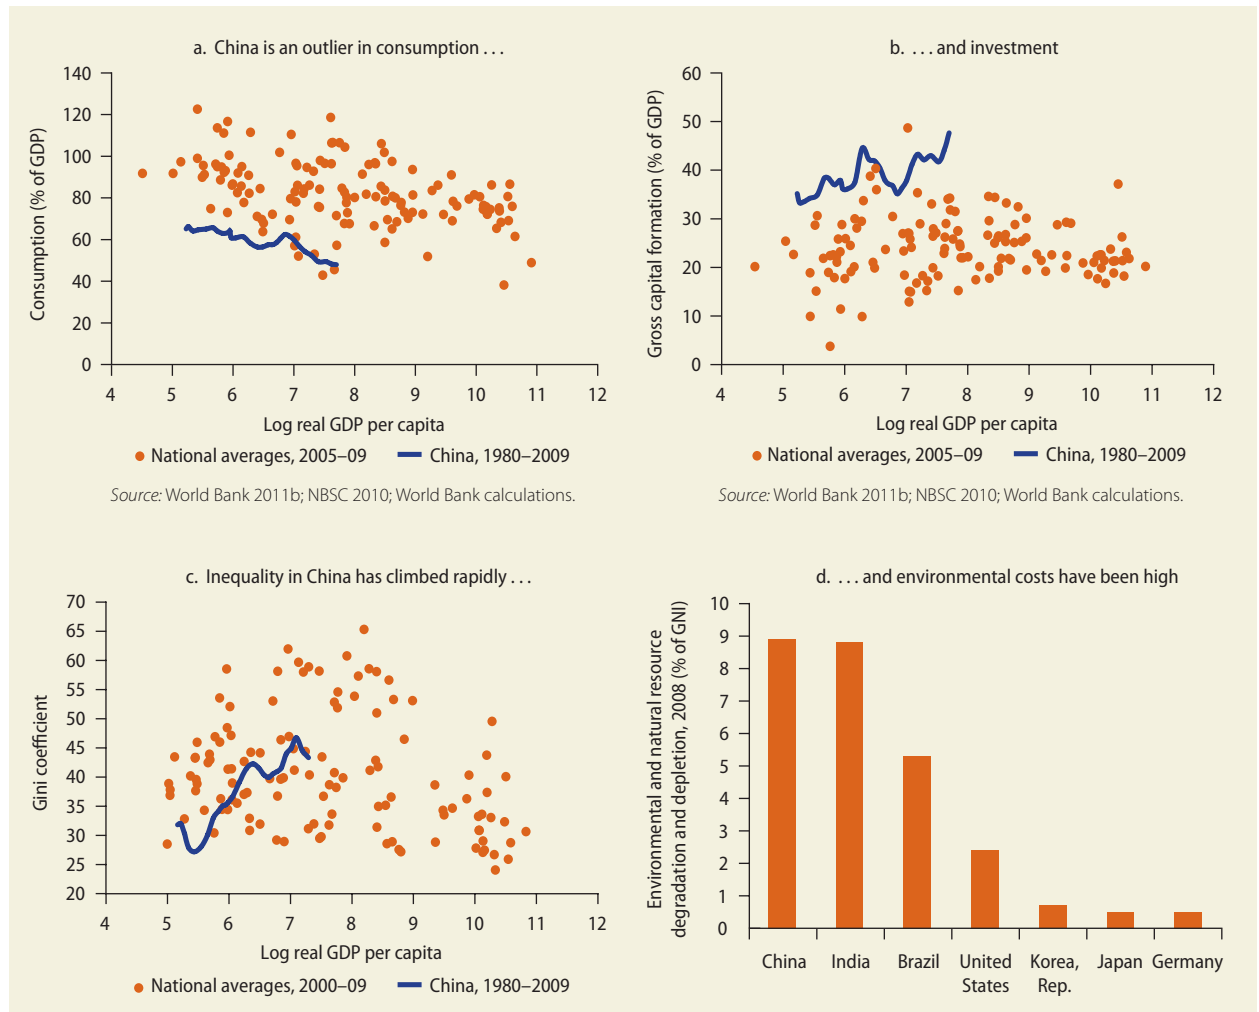 a. China is an outlier in consumption . . .
Consumption (% of GDP)
140
120
100
80
60
40
20
0
4 5 6 7 8 9 10 11 12
Log real GDP per capita
National averages, 2005–09 China, 1980–2009
Source: World Bank 2011b; NBSC 2010; World Bank calculations.
b. . . . and investment
Gross capital formation (% of GDP)
60
50
40
30
20
10
0
4 5 6 7 8 9 10 11 12
Log real GDP per capita
National averages, 2005–09 China, 1980–2009
Source: World Bank 2011b; NBSC 2010; World Bank calculations.
c. Inequality in China has climbed rapidly . . .
Gini coefficient
70
65
60
55
50
45
40
35
30
25
20
4 5 6 7 8 9 10 11 12
Log real GDP per capita
National averages, 2000–09 China, 1980–2009
d. . . . and environmental costs have been high
Environmental and natural resource
degradation and depletion, 2008 (% of GNI)
10
9
8
7
6
5
4
3
2
1
0
China India Brazil United Korea, Japan Germany
States Rep.